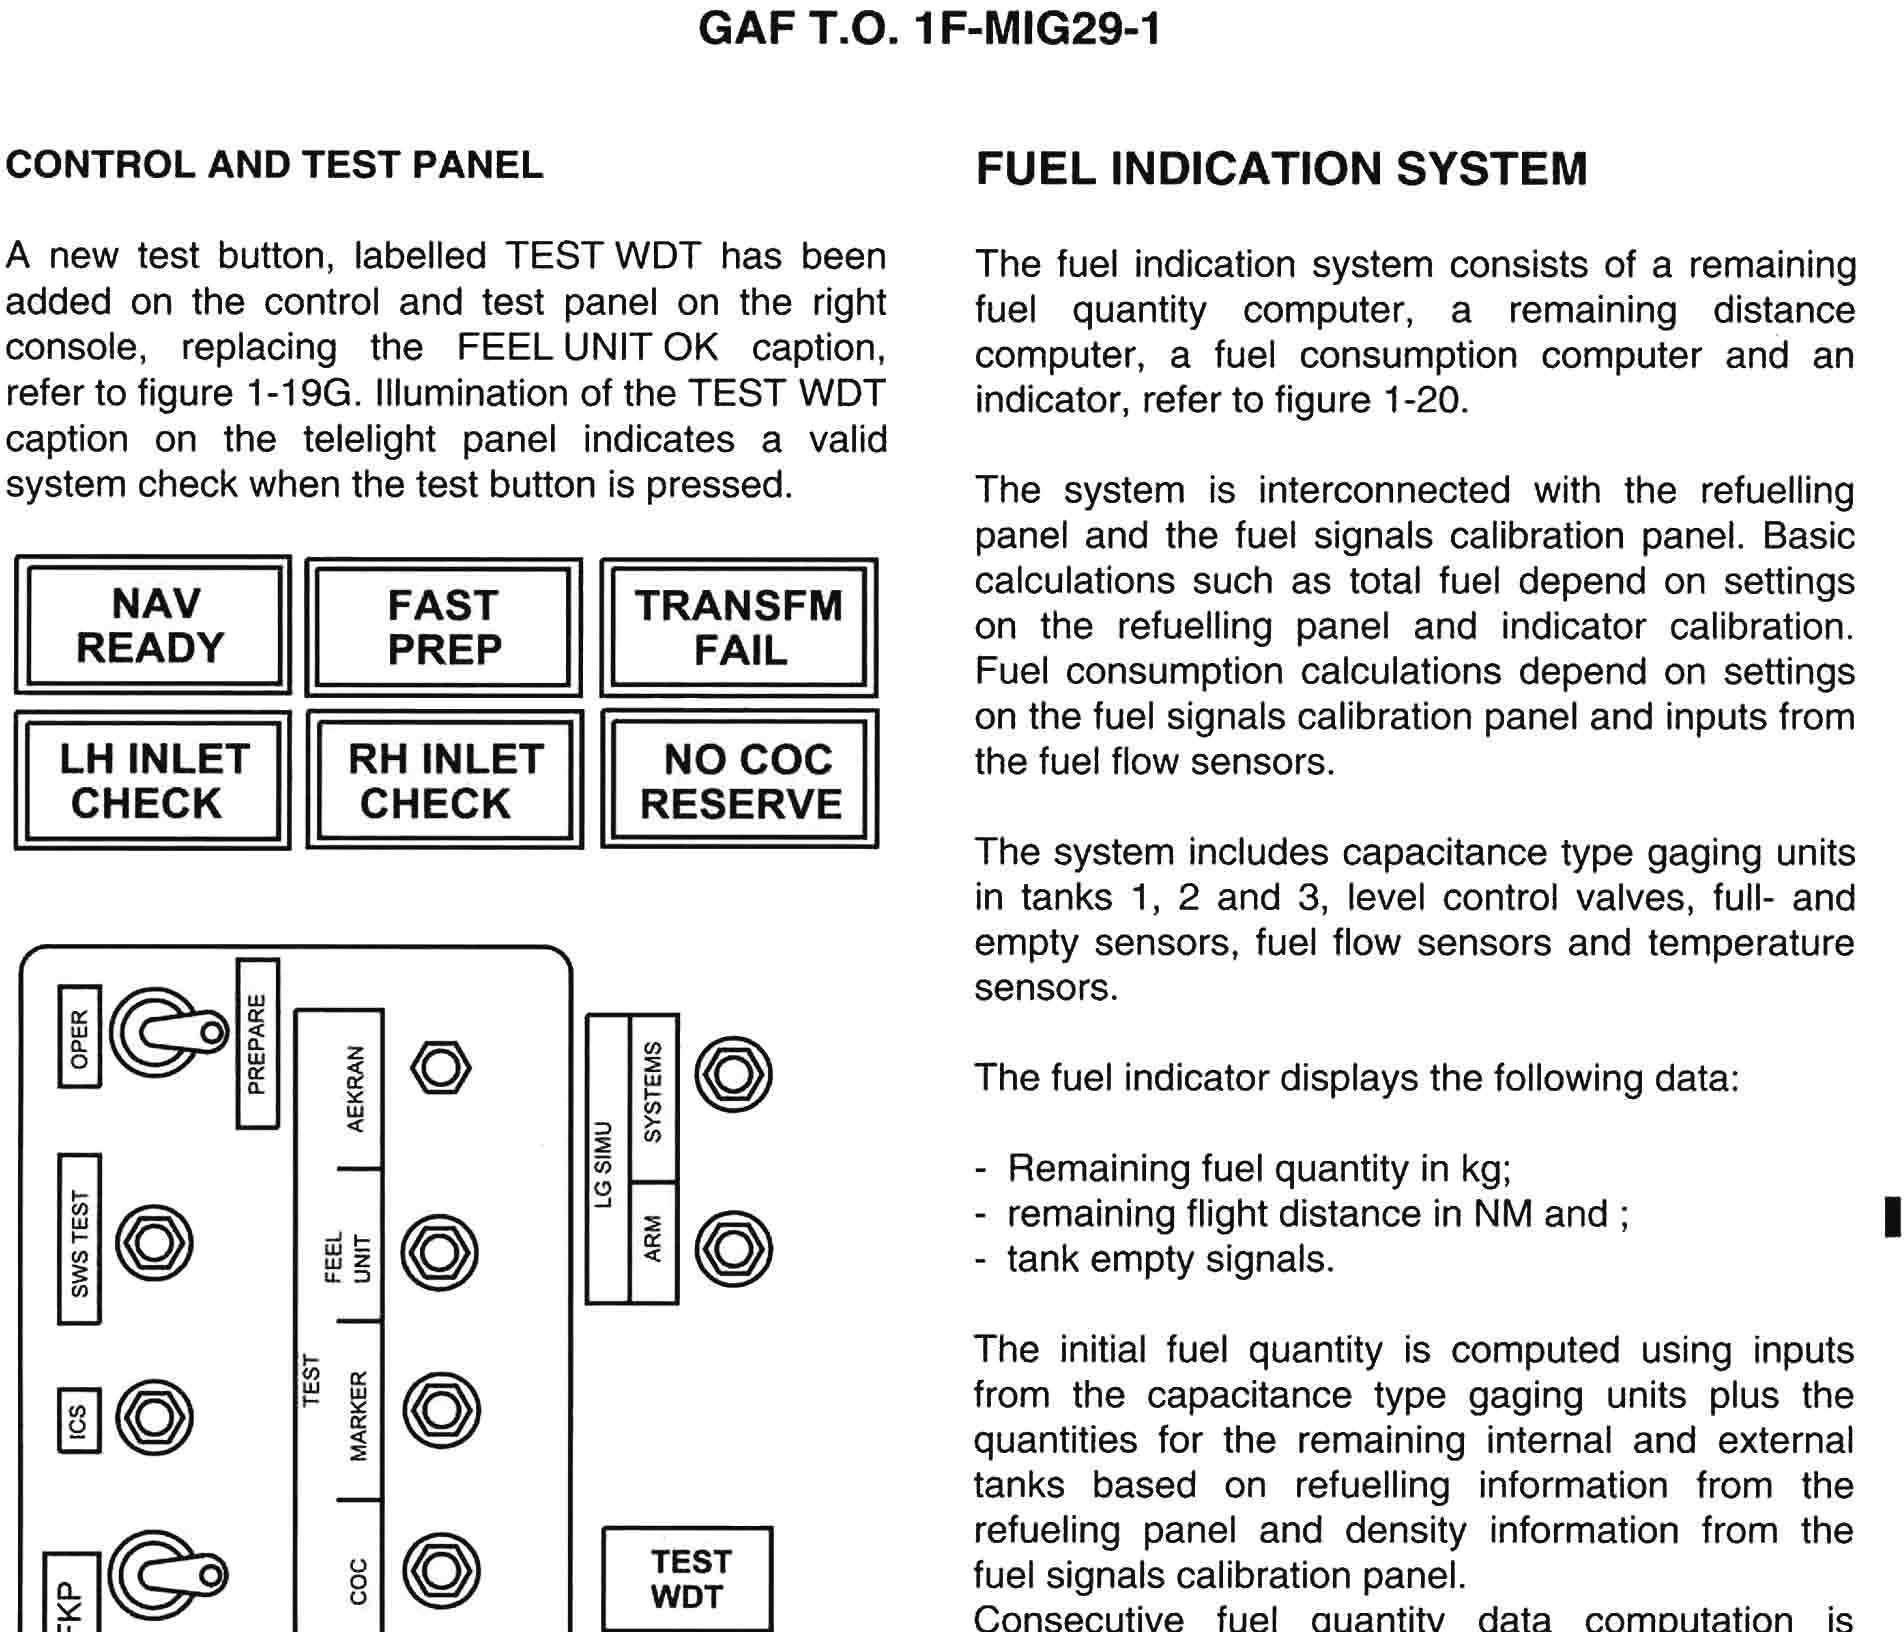 GAF T.O. 1F-MIG29-1
CONTROL AND TEST PANEL
A new test button, labelled TEST WDT has been
added on the control and test panel on the right
console, replacing the FEEL UNIT OK caption,
refer to figure 1-19G. Illumination of the TEST WDT
caption on the telelight panel indicates a valid
system check when the test button is pressed.
NAV
READY
FAST
PREP
TRANSFM
FAIL
LH INLET
CHECK
RH INLET
CHECK
NO COC
RESERVE
OPER
PREPARE
AEKRAN
SYSTEMS
LG SIMU
ARM
SWS TEST
FEEL
UNIT
TEST
MARKER
ICS
COC
FKP
TEST
WDT
FUEL INDICATION SYSTEM
The fuel indication system consists of a remaining
fuel quantity computer, a remaining distance
computer, a fuel consumption computer and an
indicator, refer to figure 1-20.
The system is interconnected with the refuelling
panel and the fuel signals calibration panel. Basic
calculations such as total fuel depend on settings
on the refuelling panel and indicator calibration.
Fuel consumption calculations depend on settings
on the fuel signals calibration panel and inputs from
the fuel flow sensors.
The system includes capacitance type gaging units
in tanks 1, 2 and 3, level control valves, full- and
empty sensors, fuel flow sensors and temperature
sensors.
The fuel indicator displays the following data:
- Remaining fuel quantity in kg;
- remaining flight distance in NM and ;
- tank empty signals.
The initial fuel quantity is computed using inputs
from the capacitance type gaging units plus the
quantities for the remaining internal and external
tanks based on refuelling information from the
refueling panel and density information from the
fuel signals calibration panel.
Consecutive fuel quantity data computation is